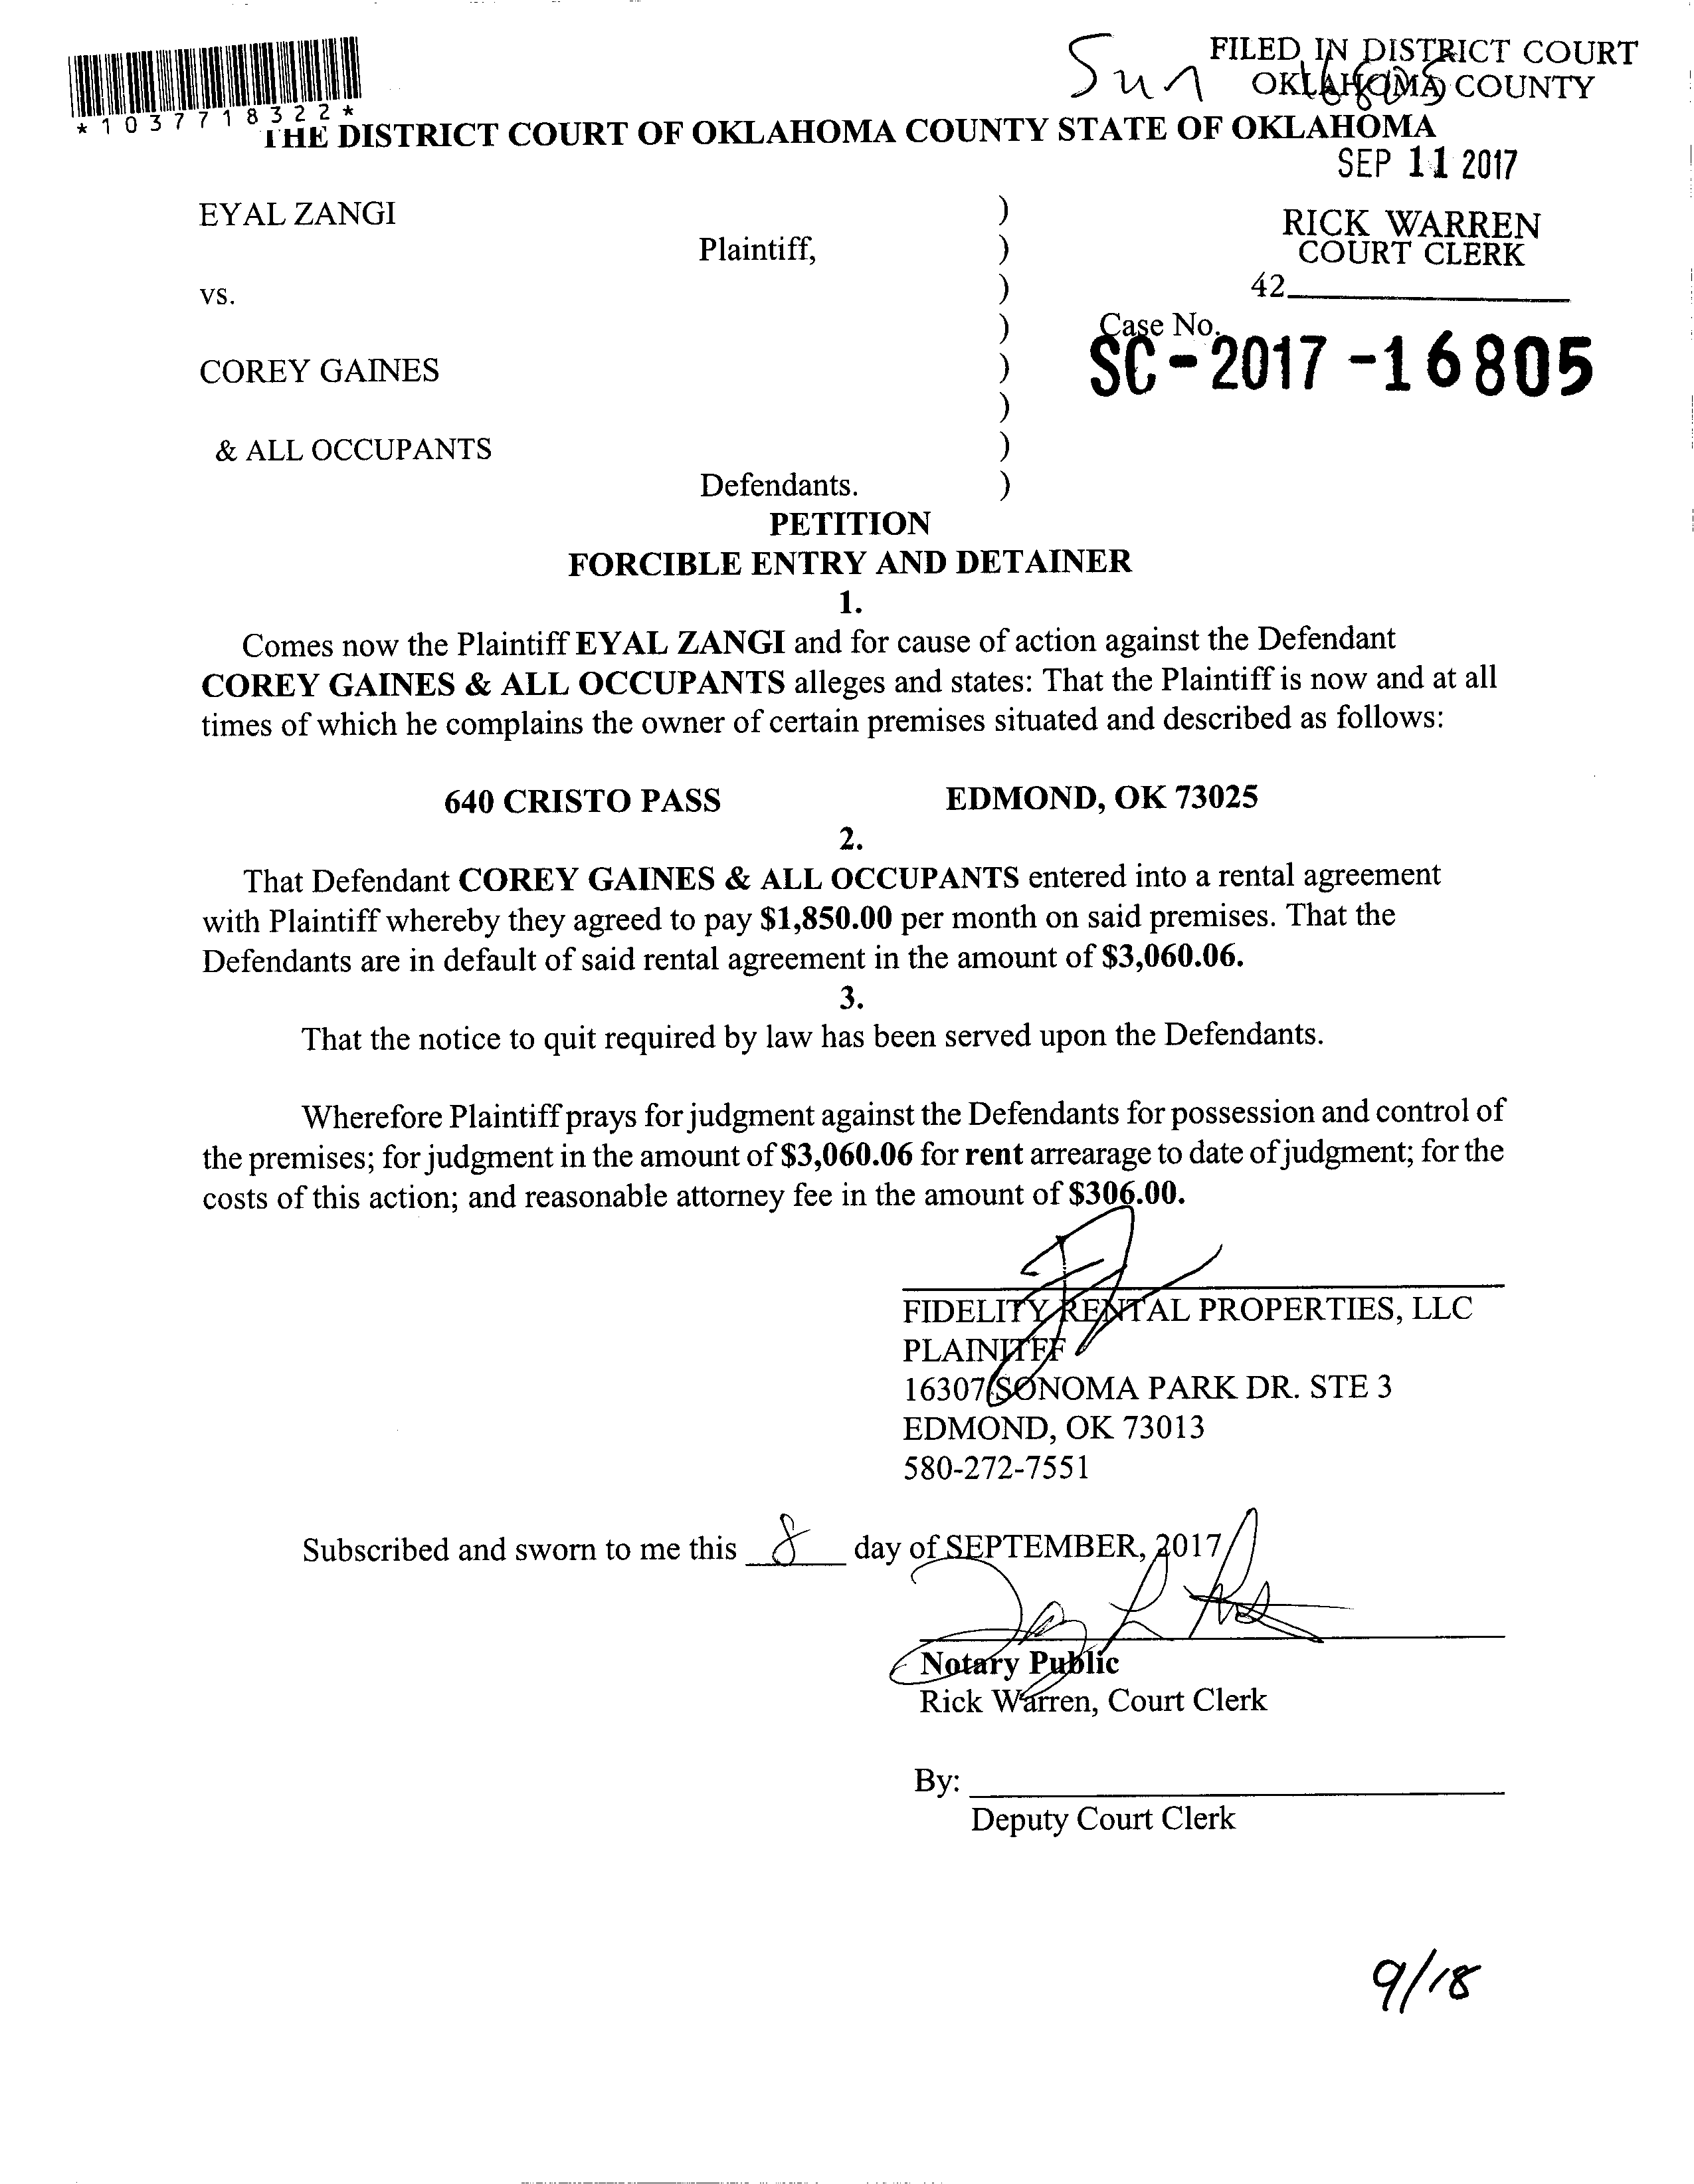 Sun
16805
FILED IN DISTRICT COURT
OKLAHOMA COUNTY
*1037718322*
THE DISTRICT COURT OF OKLAHOMA COUNTY STATE OF OKLAHOMA
SEP 11 2017
EYAL ZANGI )
Plaintiff, )
RICK WARREN
COURT CLERK
42
vs. )
)
Case No.
SC-2017-16805
COREY GAINES )
)
& ALL OCCUPANTS )
Defendants. )
PETITION
FORCIBLE ENTRY AND DETAINER
1.
Comes now the Plaintiff EYAL ZANGI and for cause of action against the Defendant
COREY GAINES & ALL OCCUPANTS alleges and states: That the Plaintiff is now and at all
times of which he complains the owner of certain premises situated and described as follows:
640 CRISTO PASS EDMOND, OK 73025
2.
That Defendant COREY GAINES & ALL OCCUPANTS entered into a rental agreement
with Plaintiff whereby they agreed to pay $1,850.00 per month on said premises. That the
Defendants are in default of said rental agreement in the amount of $3,060.06.
3.
That the notice to quit required by law has been served upon the Defendants.
Wherefore Plaintiff prays for judgment against the Defendants for possession and control of
the premises; for judgment in the amount of $3,060.06 for rent arrearage to date of judgment; for the
costs of this action; and reasonable attorney fee in the amount of $306.00.
FIDELITY RENTAL PROPERTIES, LLC
PLAINITFF
16307 SONOMA PARK DR. STE 3
EDMOND, OK 73013
580-272-7551
Subscribed and sworn to me this 8 day of SEPTEMBER, 2017
Notary Public
Rick Warren, Court Clerk
By:
Deputy Court Clerk
9/18